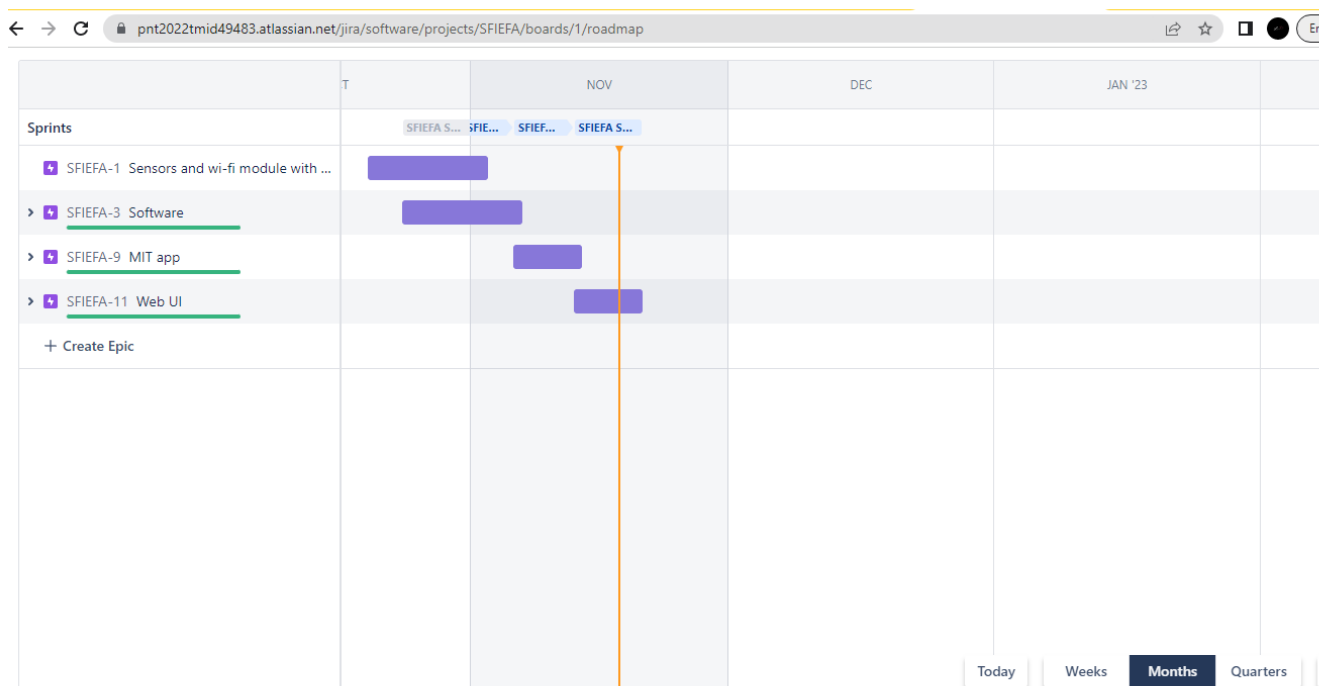 pnt2022tmid49483.atlassian.net/jira/software/projects/SFIEFA/boards/1/roadmap
T NOV DEC JAN '23
Sprints SFIEFA S... SFIE... SFIEF... SFIEFA S...
SFIEFA-1 Sensors and wi-fi module with ...
SFIEFA-3 Software
SFIEFA-9 MIT app
SFIEFA-11 Web UI
+ Create Epic
Today Weeks Months Quarters